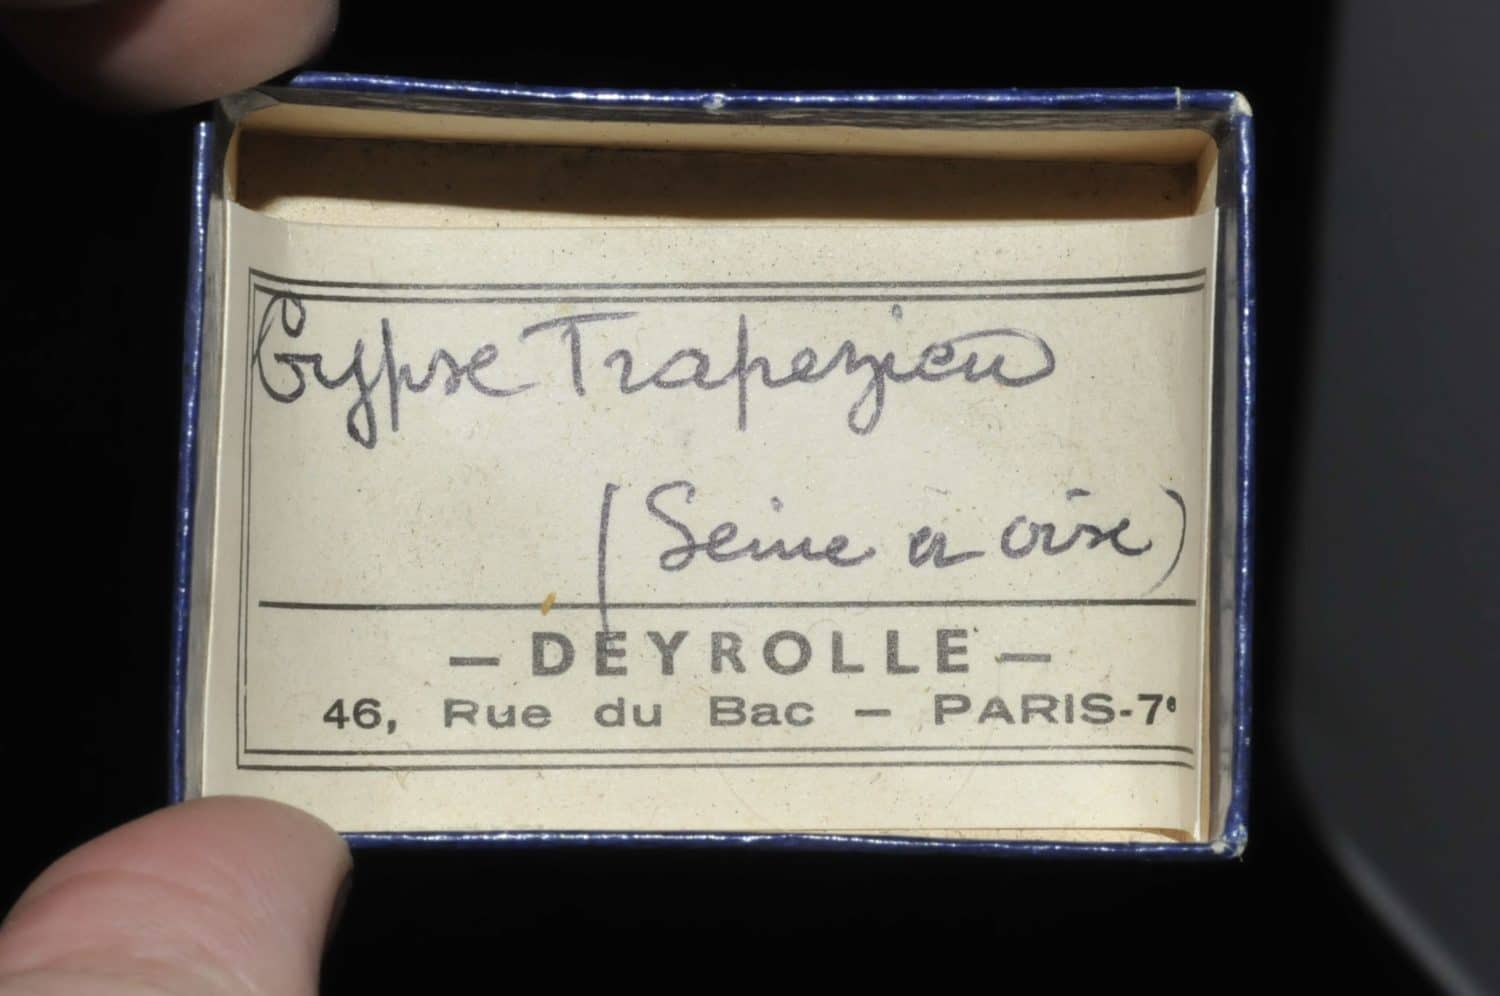 Gypse Trapezien
(Seine et oise)
— DEYROLLE —
46, Rue du Bac — PARIS-7e